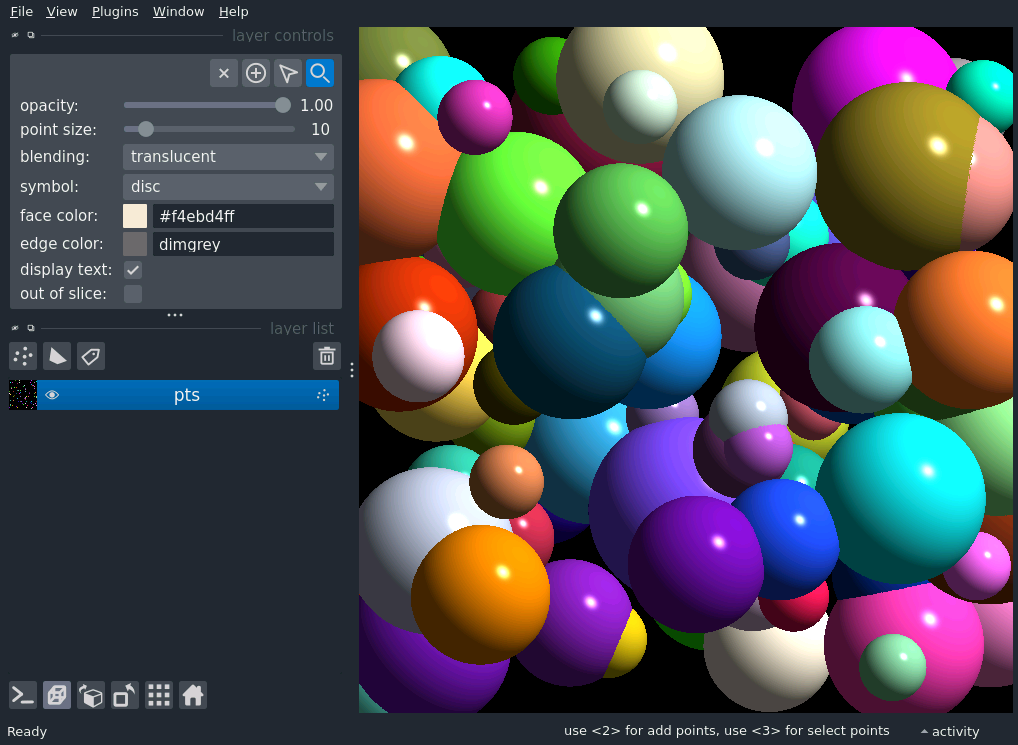 File View Plugins Window Help
layer controls
opacity: 1.00
point size: 10
blending: translucent
symbol: disc
face color: #f4ebd4ff
edge color: dimgrey
display text:
out of slice:
layer list
pts
Ready use <2> for add points, use <3> for select points activity